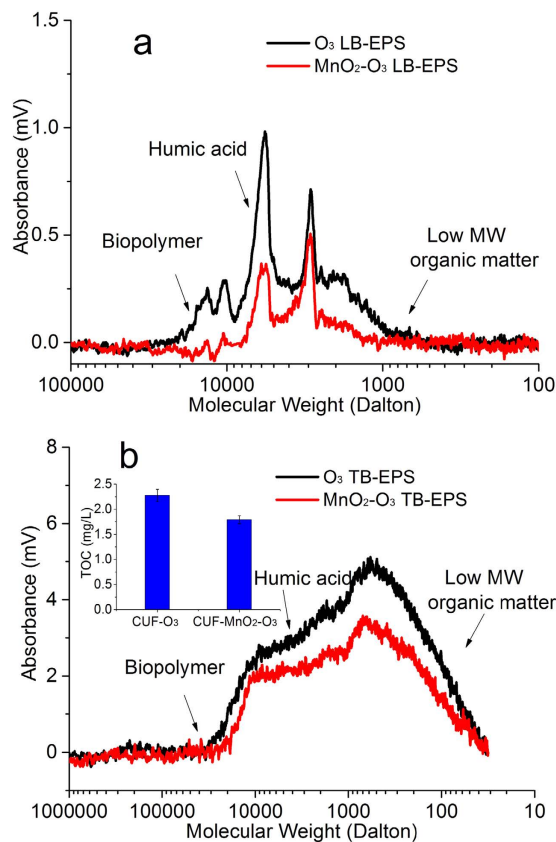 a
O3 LB-EPS
MnO2-O3 LB-EPS
1.5
1.0
0.5
0.0
Absorbance (mV)
Humic acid
Biopolymer
Low MW
organic matter
100000 10000 1000 100
Molecular Weight (Dalton)
b
O3 TB-EPS
MnO2-O3 TB-EPS
8
6
4
2
0
Absorbance (mV)
2.5
2.0
1.5
1.0
0.5
0.0
TOC (mg/L)
CUF-O3 CUF-MnO2-O3
Humic acid
Low MW
organic matter
Biopolymer
1000000 100000 10000 1000 100 10
Molecular Weight (Dalton)